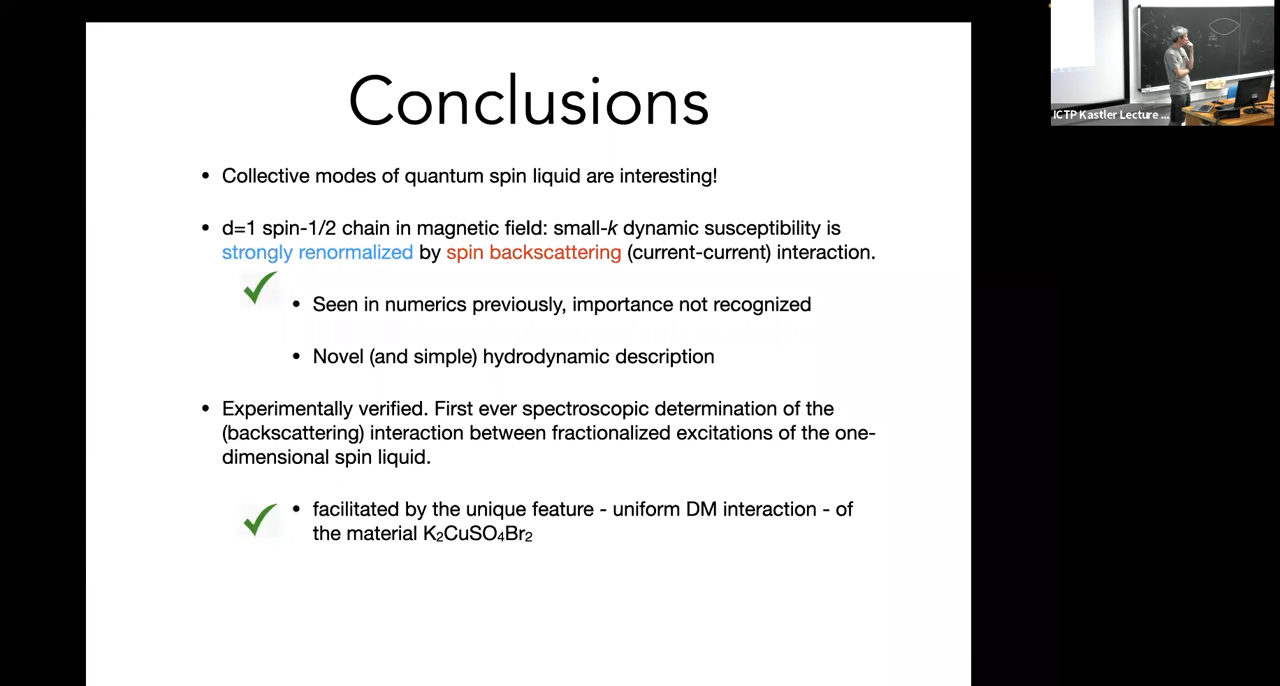 Conclusions
• Collective modes of quantum spin liquid are interesting!
• d=1 spin-1/2 chain in magnetic field: small-k dynamic susceptibility is
strongly renormalized by spin backscattering (current-current) interaction.
• Seen in numerics previously, importance not recognized
• Novel (and simple) hydrodynamic description
• Experimentally verified. First ever spectroscopic determination of the
(backscattering) interaction between fractionalized excitations of the one-
dimensional spin liquid.
• facilitated by the unique feature - uniform DM interaction - of
the material K₂CuSO₄Br₂
ICTP Kastler Lecture ...